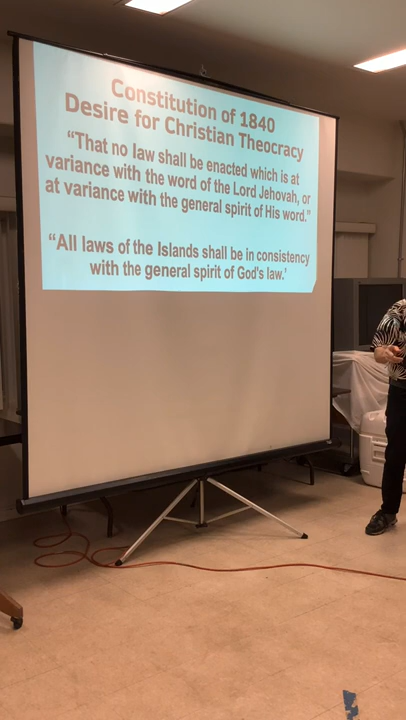 Constitution of 1840
Desire for Christian Theocracy
“That no law shall be enacted which is at
variance with the word of the Lord Jehovah, or
at variance with the general spirit of His word.”
“All laws of the Islands shall be in consistency
with the general spirit of God's law.'